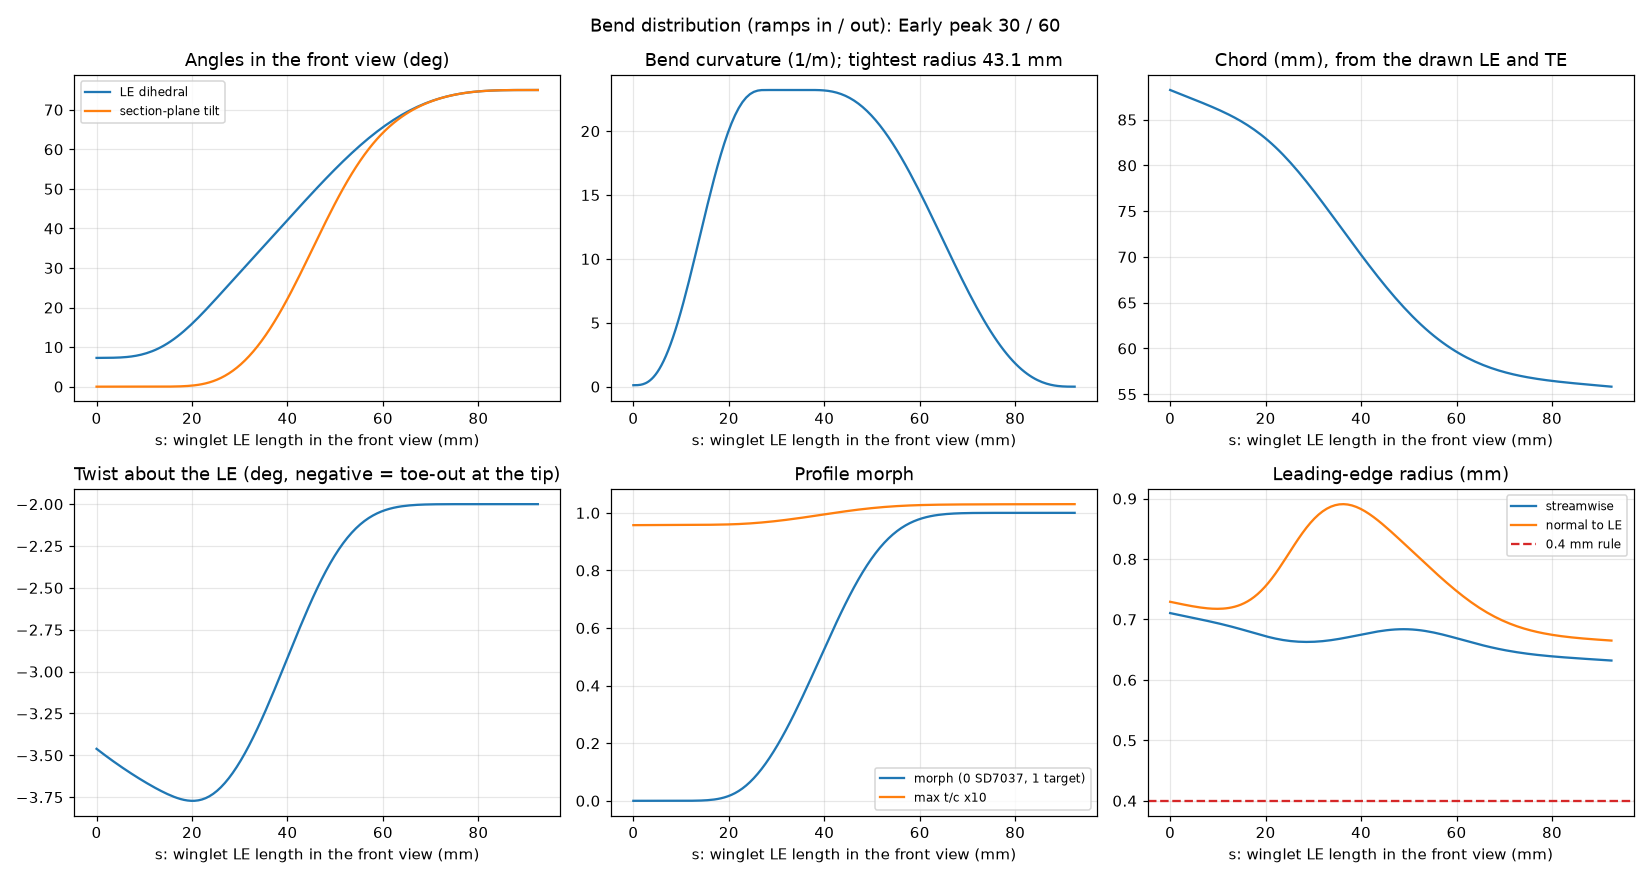 Bend distribution (ramps in / out): Early peak 30 / 60
Angles in the front view (deg)
LE dihedral
section-plane tilt
70
60
50
40
30
20
10
0
0 20 40 60 80
s: winglet LE length in the front view (mm)
Bend curvature (1/m); tightest radius 43.1 mm
20
15
10
5
0
0 20 40 60 80
s: winglet LE length in the front view (mm)
Chord (mm), from the drawn LE and TE
85
80
75
70
65
60
55
0 20 40 60 80
s: winglet LE length in the front view (mm)
Twist about the LE (deg, negative = toe-out at the tip)
−2.00
−2.25
−2.50
−2.75
−3.00
−3.25
−3.50
−3.75
0 20 40 60 80
s: winglet LE length in the front view (mm)
Profile morph
1.0
0.8
0.6
0.4
0.2
0.0
morph (0 SD7037, 1 target)
max t/c x10
0 20 40 60 80
s: winglet LE length in the front view (mm)
Leading-edge radius (mm)
0.9
0.8
0.7
0.6
0.5
0.4
streamwise
normal to LE
0.4 mm rule
0 20 40 60 80
s: winglet LE length in the front view (mm)